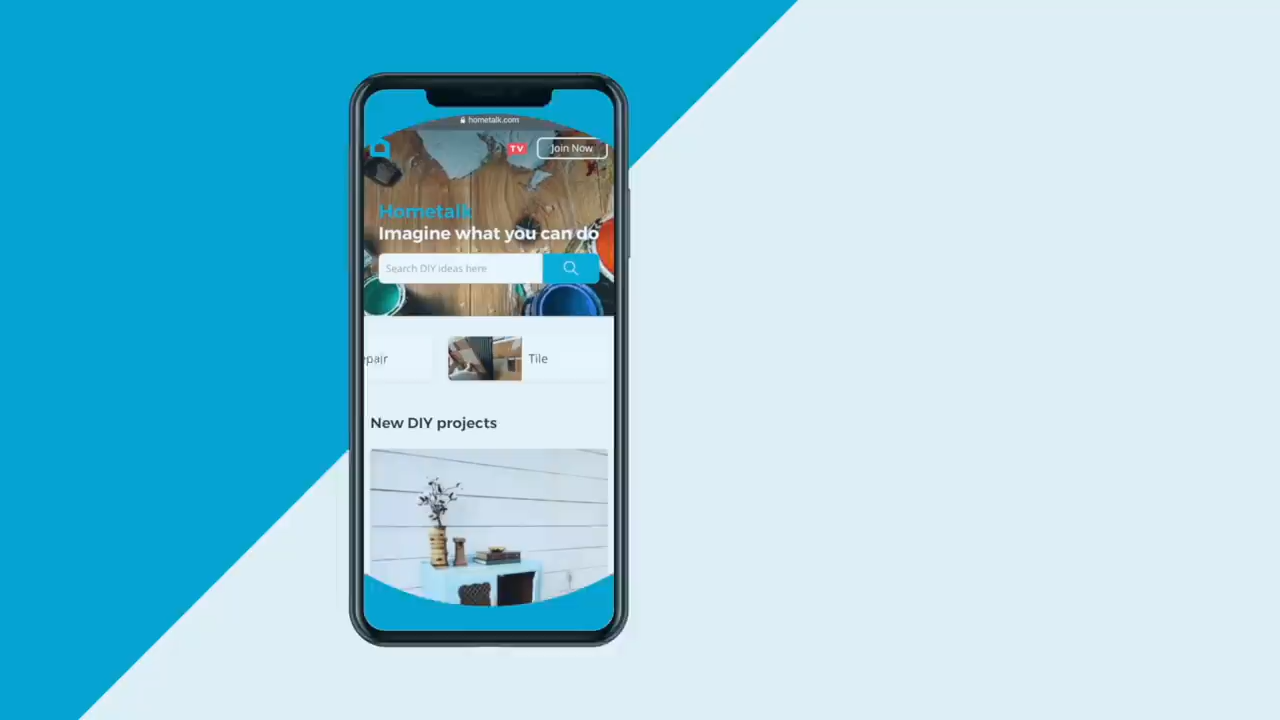 hometalk.com
TV
Join Now
Hometalk
Imagine what you can do
Search DIY ideas here
epair
Tile
New DIY projects